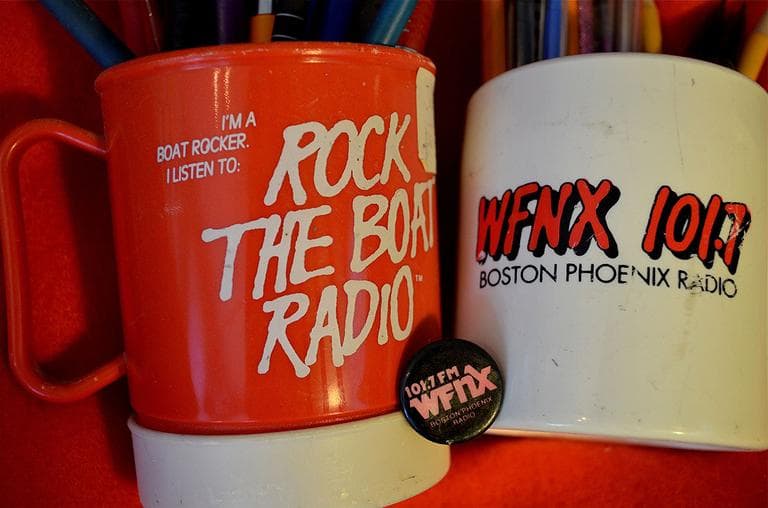 I'M A
BOAT ROCKER.
I LISTEN TO:
ROCK
THE BOAT
RADIO™
WFNX 101.7
BOSTON PHOENIX RADIO
101.7 FM
WFNX
BOSTON PHOENIX
RADIO